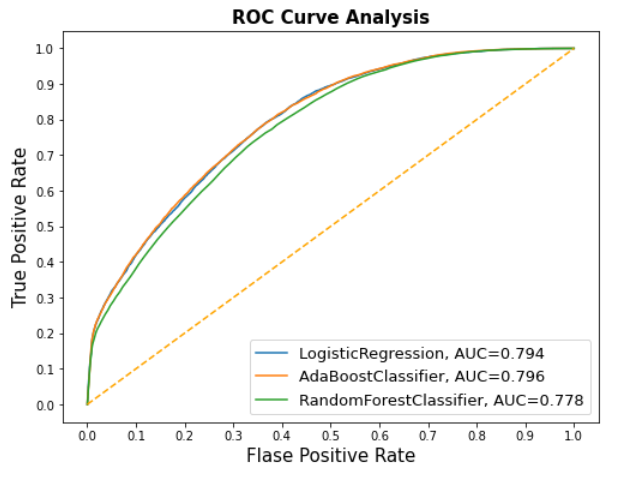 ROC Curve Analysis
1.0
0.9
0.8
0.7
0.6
0.5
0.4
0.3
0.2
0.1
0.0
True Positive Rate
LogisticRegression, AUC=0.794
AdaBoostClassifier, AUC=0.796
RandomForestClassifier, AUC=0.778
0.0 0.1 0.2 0.3 0.4 0.5 0.6 0.7 0.8 0.9 1.0
Flase Positive Rate